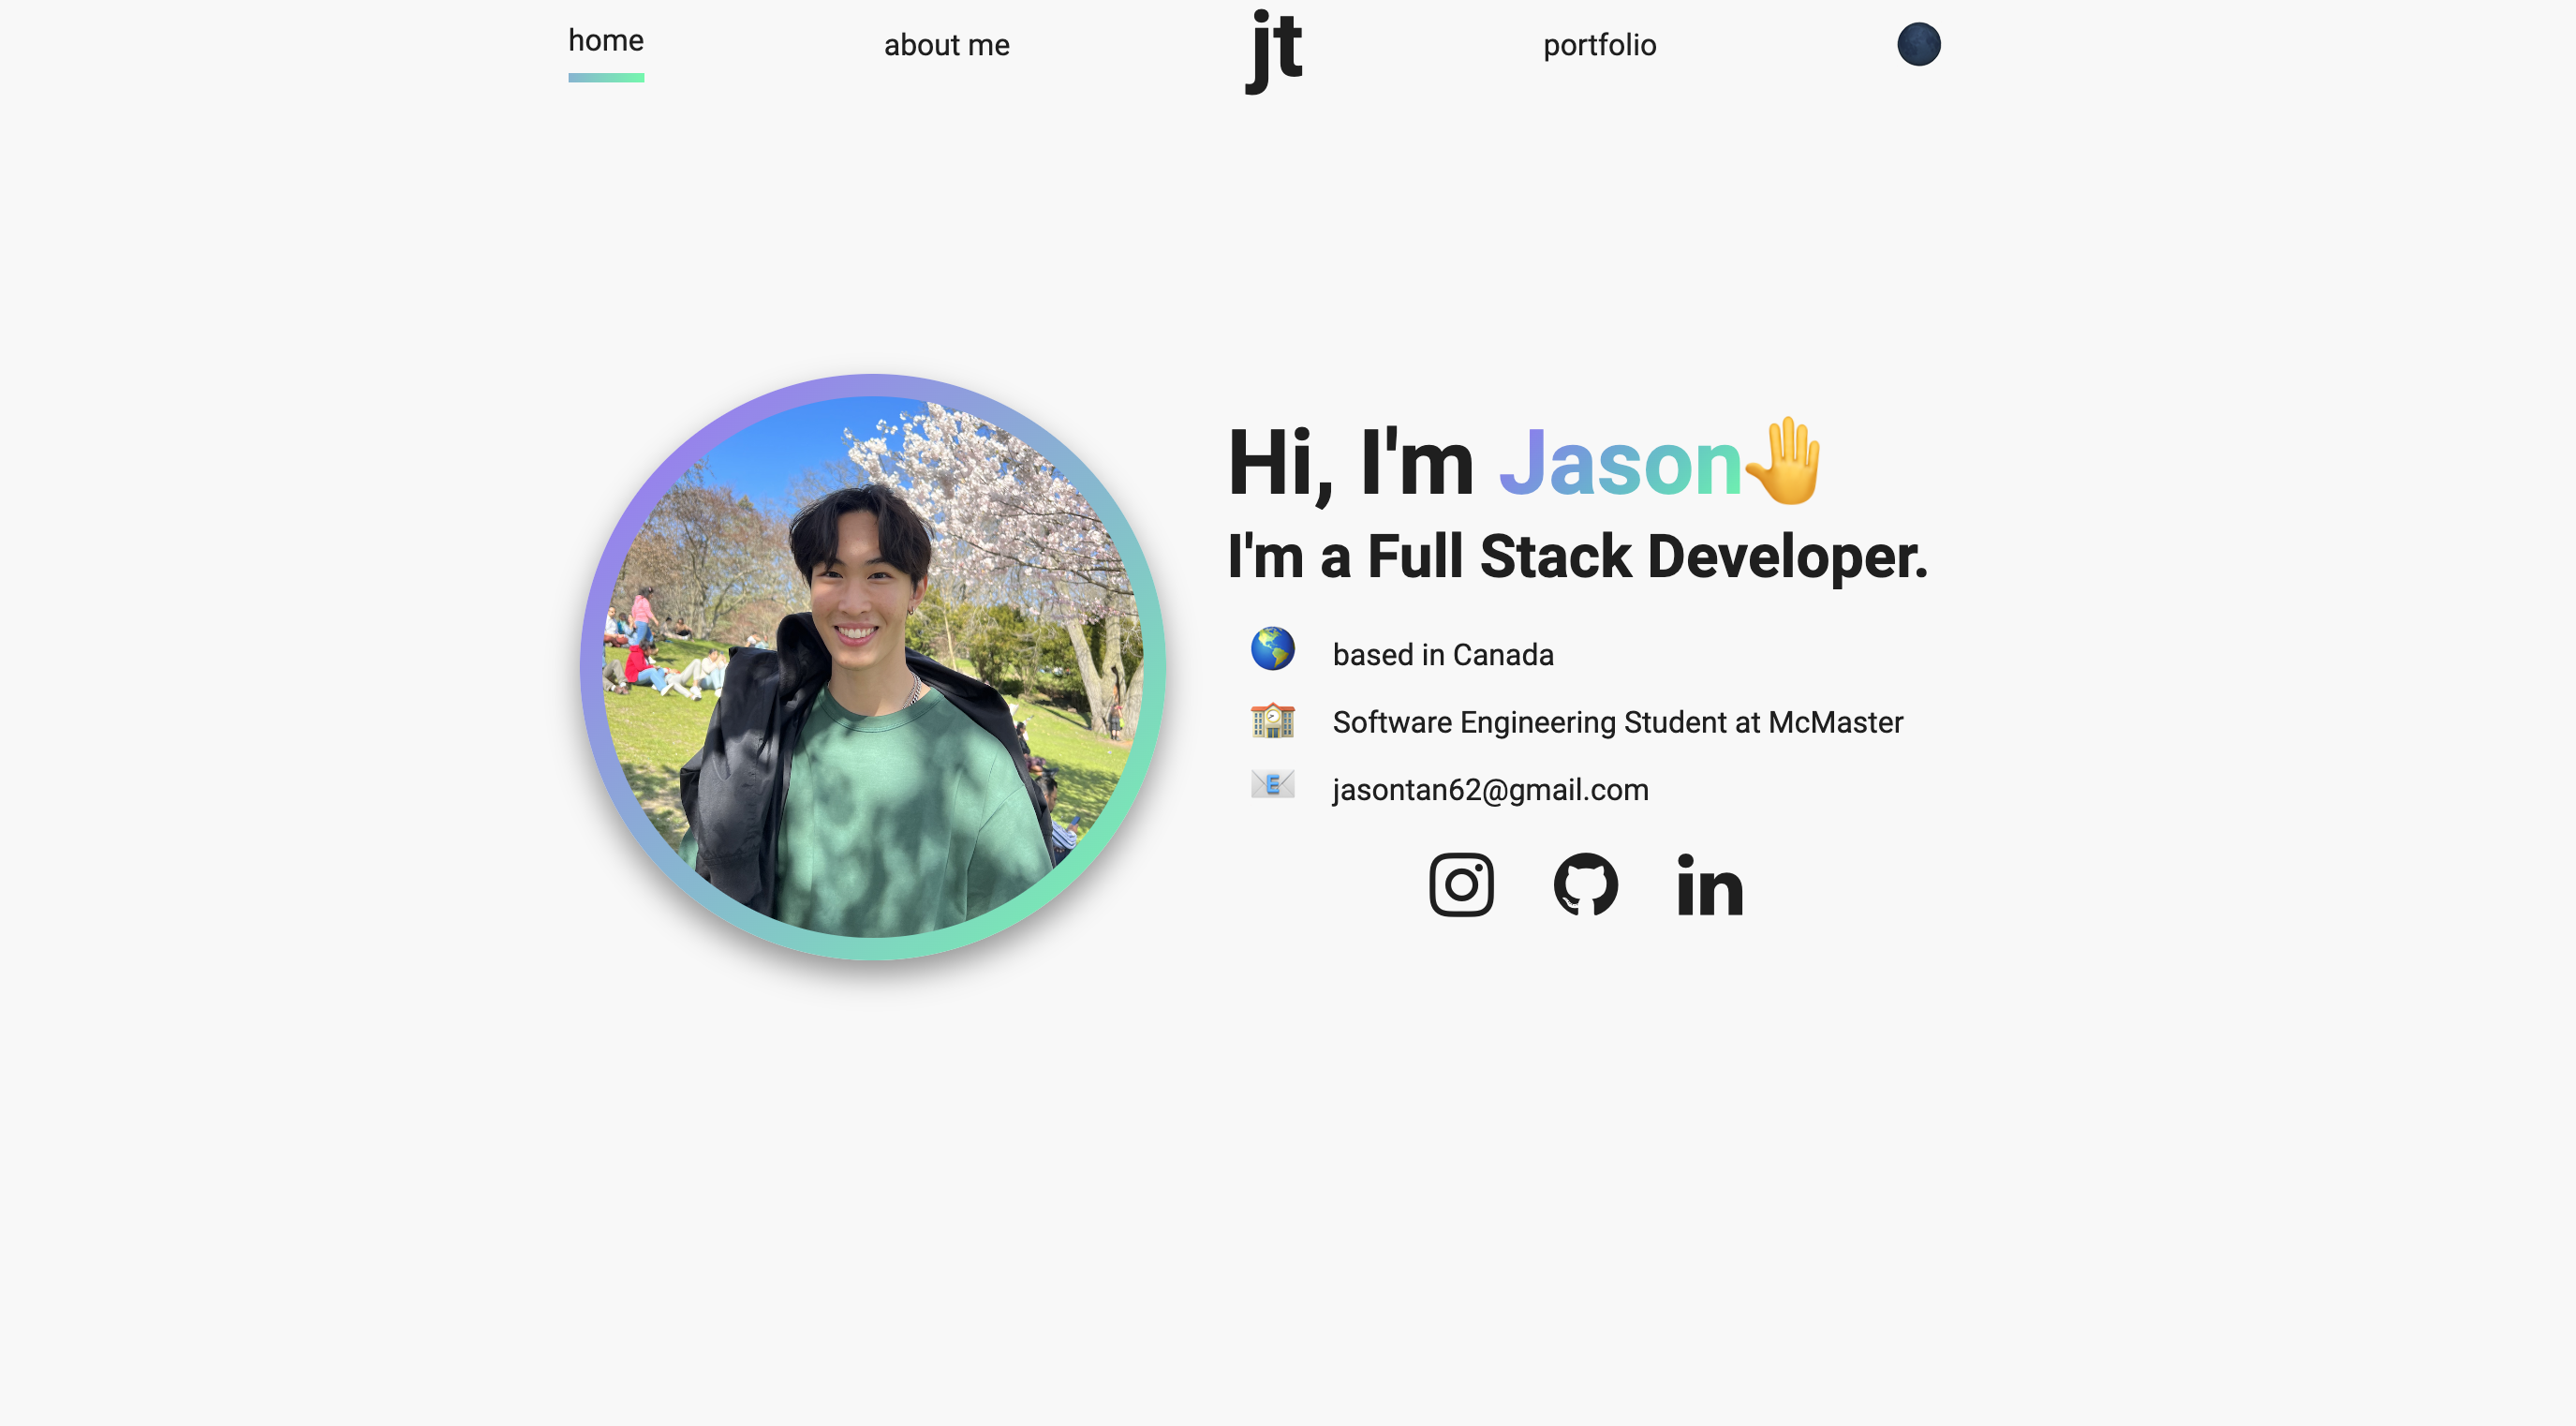 home
about me
jt
portfolio
Hi, I'm Jason
I'm a Full Stack Developer.
based in Canada
Software Engineering Student at McMaster
jasontan62@gmail.com
in